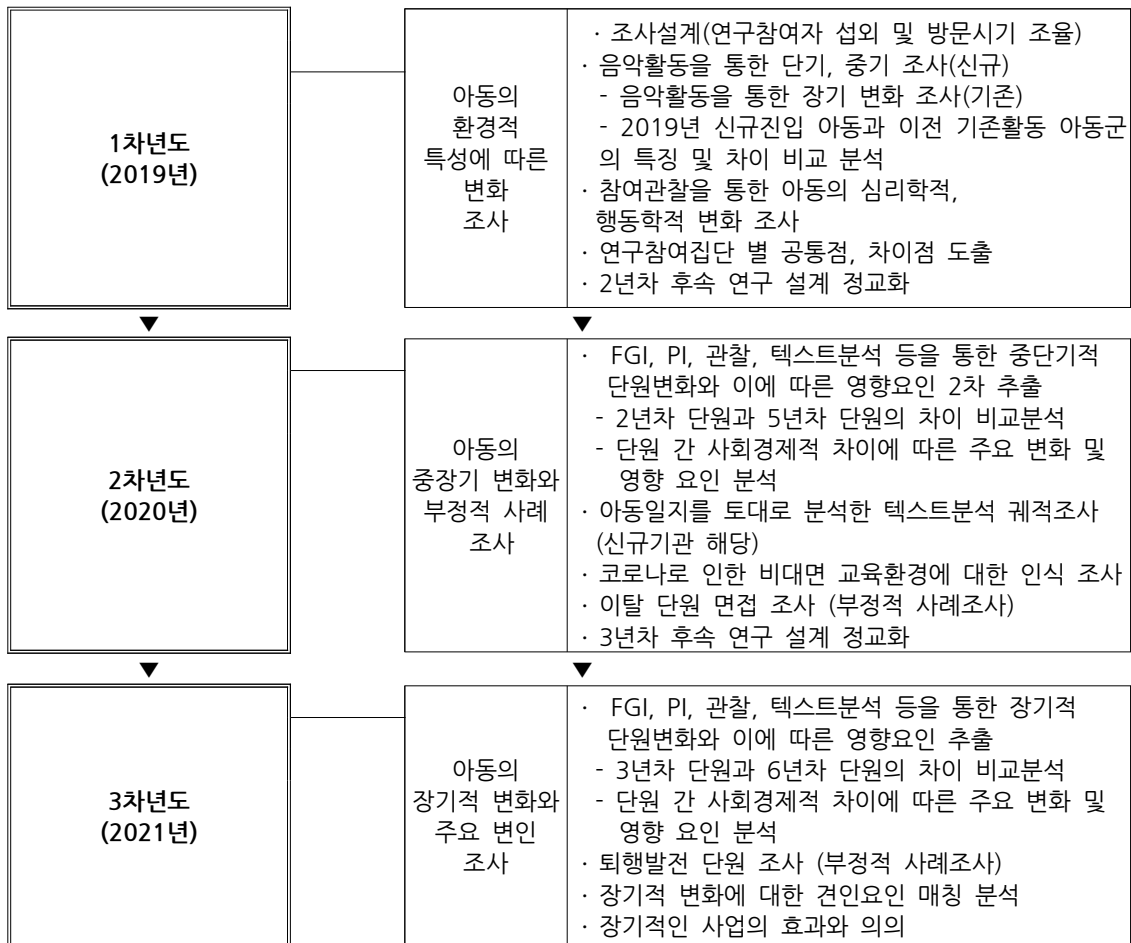 1차년도
(2019년)
아동의
환경적
특성에 따른
변화
조사
· 조사설계(연구참여자 섭외 및 방문시기 조율)
· 음악활동을 통한 단기, 중기 조사(신규)
- 음악활동을 통한 장기 변화 조사(기존)
- 2019년 신규진입 아동과 이전 기존활동 아동군
의 특징 및 차이 비교 분석
· 참여관찰을 통한 아동의 심리학적,
행동학적 변화 조사
· 연구참여집단 별 공통점, 차이점 도출
· 2년차 후속 연구 설계 정교화
▼ ▼
2차년도
(2020년)
아동의
중장기 변화와
부정적 사례
조사
· FGI, PI, 관찰, 텍스트분석 등을 통한 중단기적
단원변화와 이에 따른 영향요인 2차 추출
- 2년차 단원과 5년차 단원의 차이 비교분석
- 단원 간 사회경제적 차이에 따른 주요 변화 및
영향 요인 분석
· 아동일지를 토대로 분석한 텍스트분석 궤적조사
(신규기관 해당)
· 코로나로 인한 비대면 교육환경에 대한 인식 조사
· 이탈 단원 면접 조사 (부정적 사례조사)
· 3년차 후속 연구 설계 정교화
▼ ▼
3차년도
(2021년)
아동의
장기적 변화와
주요 변인
조사
· FGI, PI, 관찰, 텍스트분석 등을 통한 장기적
단원변화와 이에 따른 영향요인 추출
- 3년차 단원과 6년차 단원의 차이 비교분석
- 단원 간 사회경제적 차이에 따른 주요 변화 및
영향 요인 분석
· 퇴행발전 단원 조사 (부정적 사례조사)
· 장기적 변화에 대한 견인요인 매칭 분석
· 장기적인 사업의 효과와 의의